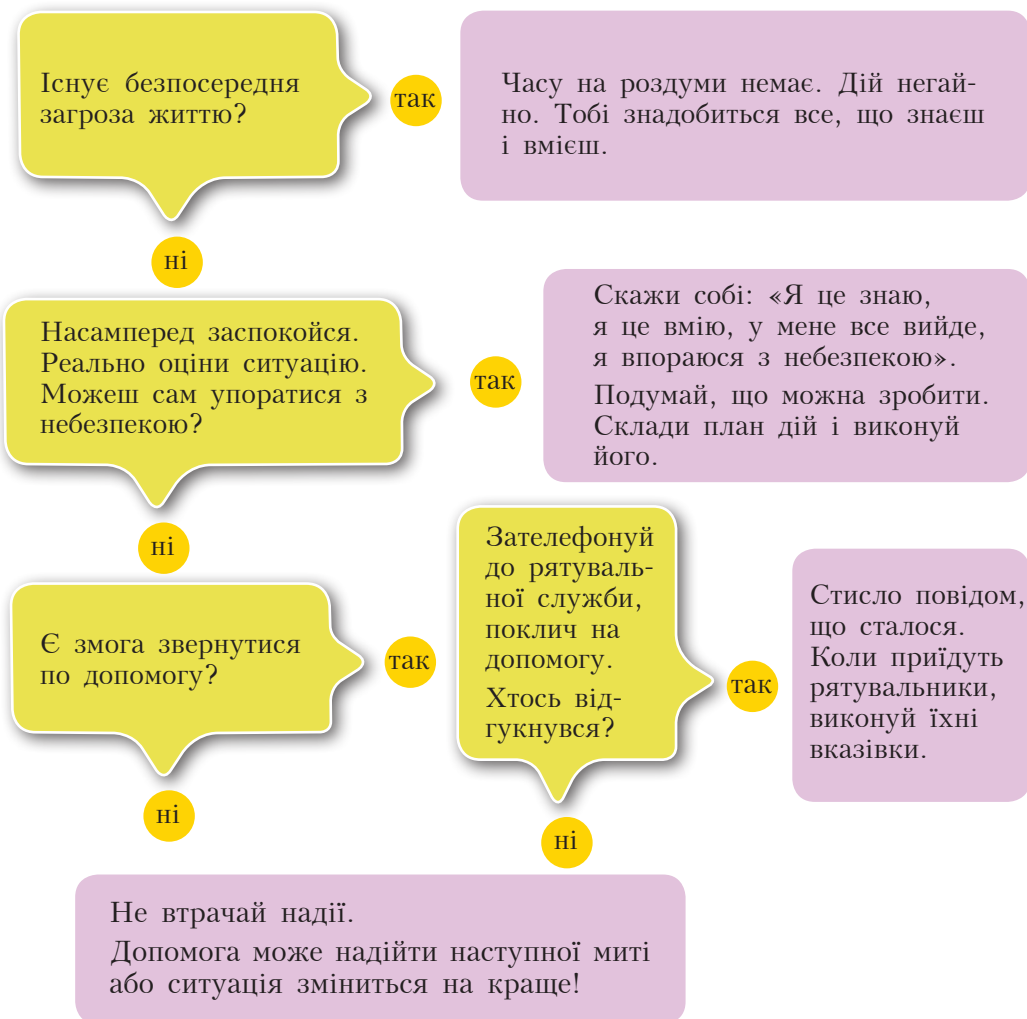 Існує безпосередня
загроза життю?
так
Часу на роздуми немає. Дій негай-
но. Тобі знадобиться все, що знаєш
і вмієш.
ні
Насамперед заспокойся.
Реально оціни ситуацію.
Можеш сам упоратися з
небезпекою?
так
Скажи собі: «Я це знаю,
я це вмію, у мене все вийде,
я впораюся з небезпекою».
Подумай, що можна зробити.
Склади план дій і виконуй
його.
ні
Є змога звернутися
по допомогу?
так
Зателефонуй
до рятуваль-
ної служби,
поклич на
допомогу.
Хтось від-
гукнувся?
так
Стисло повідом,
що сталося.
Коли приїдуть
рятувальники,
виконуй їхні
вказівки.
ні
ні
Не втрачай надії.
Допомога може надійти наступної миті
або ситуація зміниться на краще!